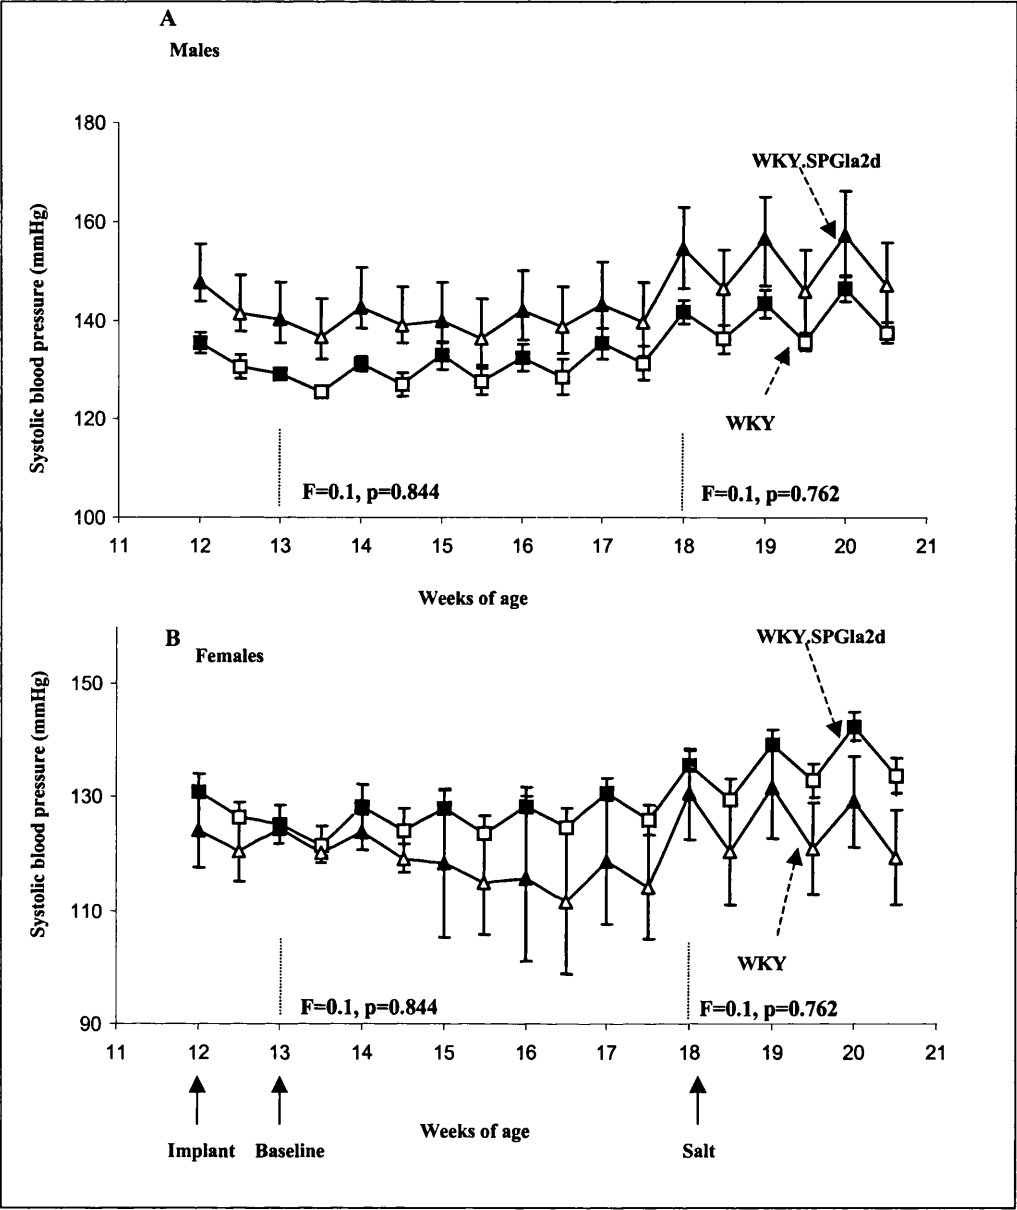 A
Males
180
WKY.SPGla2d
160
Systolic blood pressure (mmHg)
140
WKY
120
F=0.1, p=0.844
F=0.1, p=0.762
100
11 12 13 14 15 16 17 18 19 20 21
Weeks of age
B
WKY.SPGla2d
Females
150
Systolic blood pressure (mmHg)
130
110
WKY
F=0.1, p=0.844
F=0.1, p=0.762
90
11 12 13 14 15 16 17 18 19 20 21
Weeks of age
Implant Baseline Salt